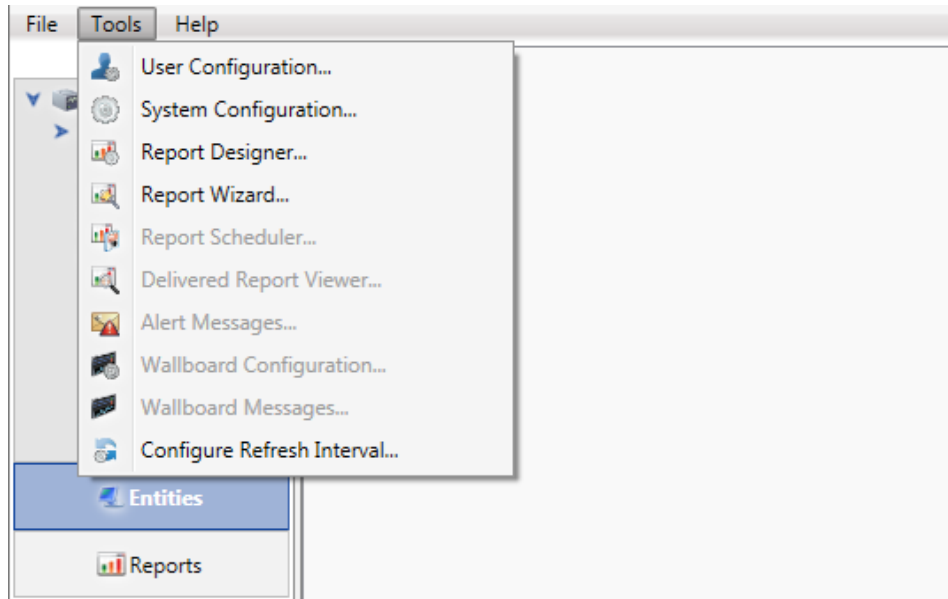 File Tools Help
User Configuration...
System Configuration...
Report Designer...
Report Wizard...
Report Scheduler...
Delivered Report Viewer...
Alert Messages...
Wallboard Configuration...
Wallboard Messages...
Configure Refresh Interval...
Entities
Reports